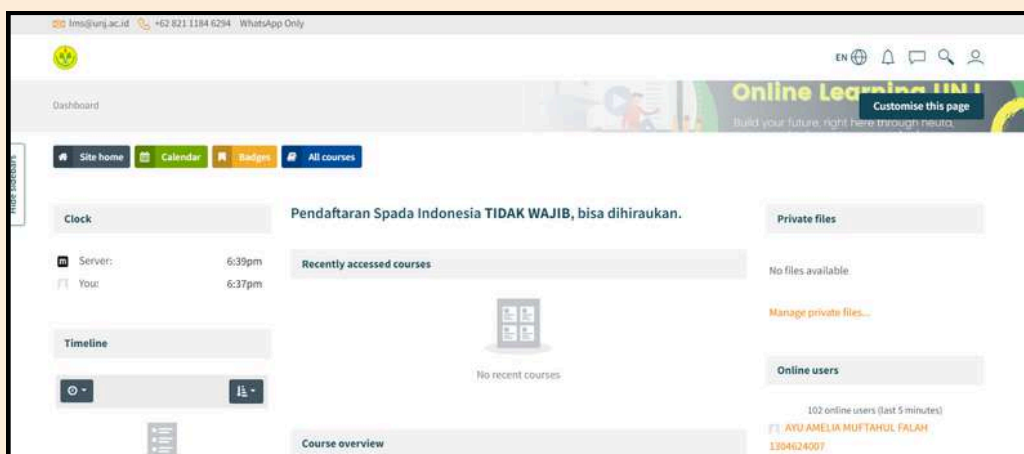 lms@unj.ac.id +62 821 1184 6294 WhatsApp Only
EN
Dashboard
Online Learning UNJ
Customise this page
Build your future, right here through
Hide sidebars
Site home Calendar Badges All courses
Clock
Server: 6:39pm
You: 6:37pm
Timeline
Pendaftaran Spada Indonesia TIDAK WAJIB, bisa dihiraukan.
Recently accessed courses
No recent courses
Course overview
Private files
No files available
Manage private files...
Online users
102 online users (last 5 minutes)
AYU AMELIA MUFTAHUL FALAH
1304624007